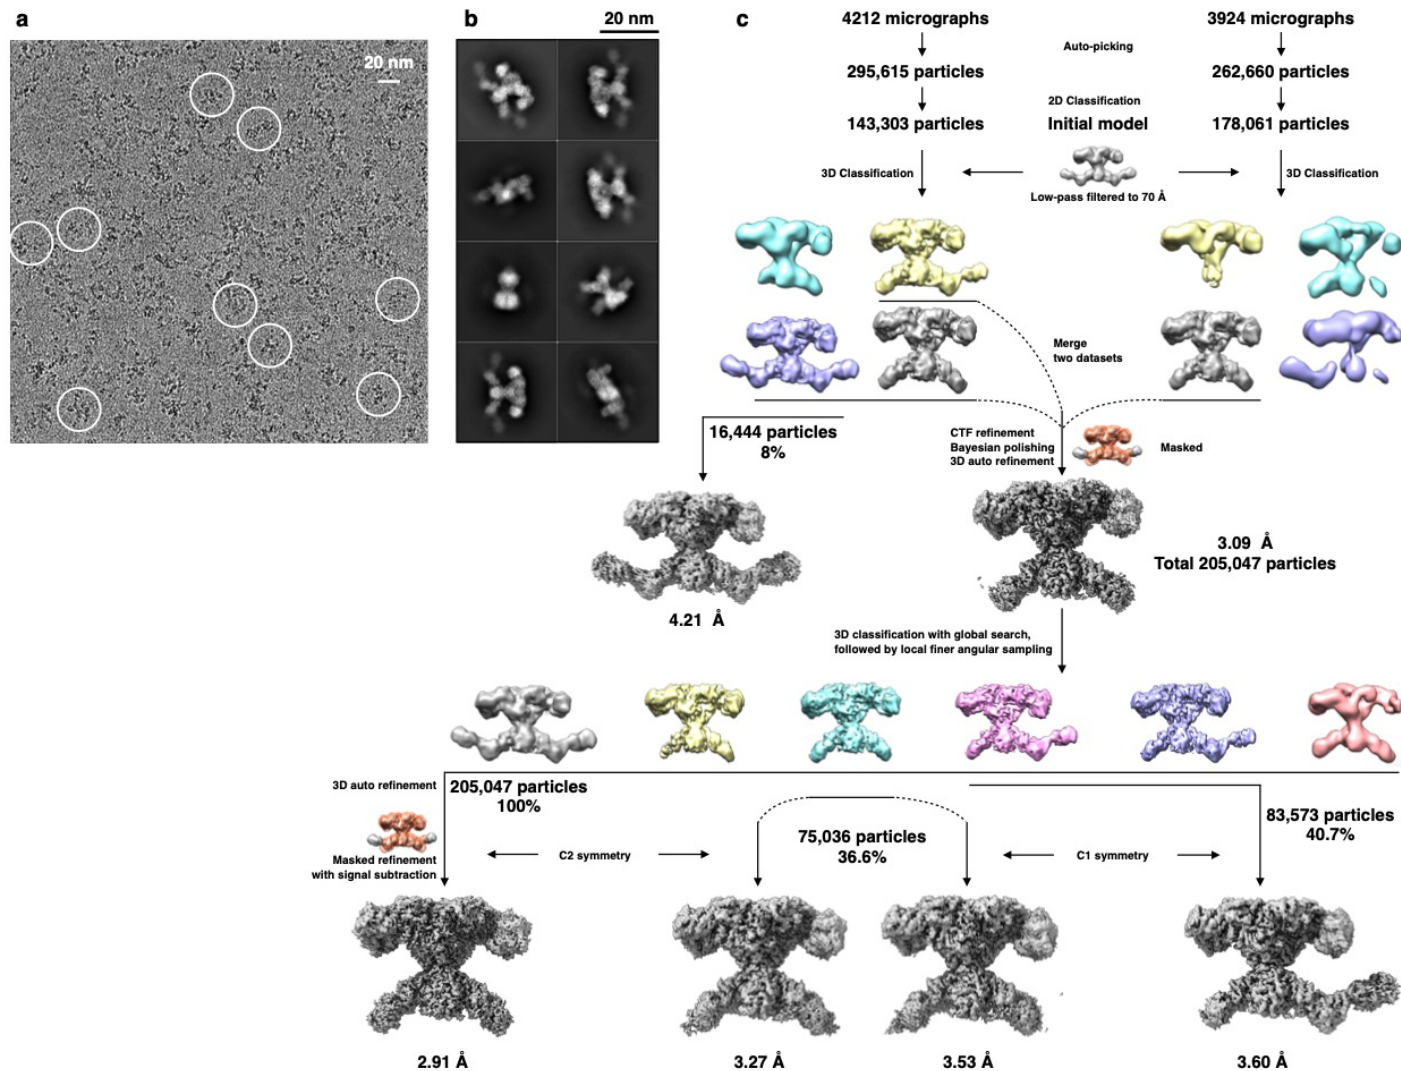 a
20 nm
b
20 nm
c
4212 micrographs
3924 micrographs
Auto-picking
295,615 particles
262,660 particles
2D Classification
143,303 particles
Initial model
178,061 particles
3D Classification
3D Classification
Low-pass filtered to 70 Å
Merge
two datasets
16,444 particles
8%
CTF refinement
Bayesian polishing
3D auto refinement
Masked
3.09 Å
Total 205,047 particles
4.21 Å
3D classification with global search,
followed by local finer angular sampling
3D auto refinement
205,047 particles
100%
Masked refinement
with signal subtraction
C2 symmetry
75,036 particles
36.6%
C1 symmetry
83,573 particles
40.7%
2.91 Å
3.27 Å
3.53 Å
3.60 Å